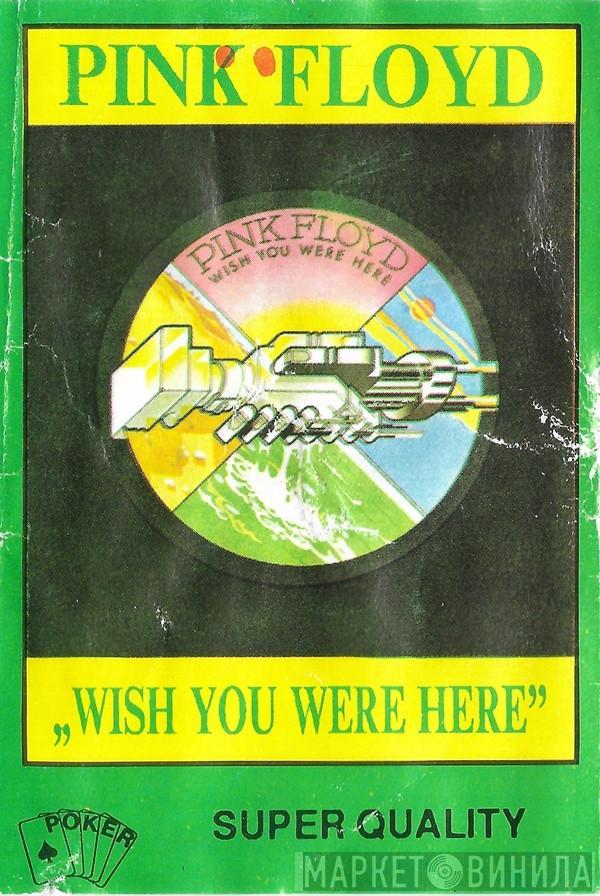 PINK FLOYD
PINK FLOYD
WISH YOU WERE HERE
„WISH YOU WERE HERE”
POKER
SUPER QUALITY
МАРКЕТ ВИНИЛА